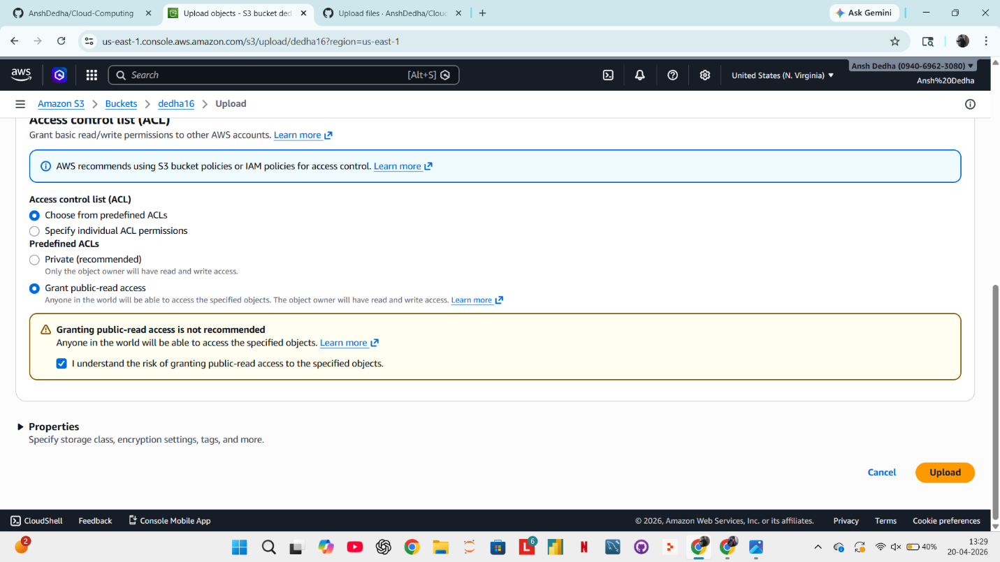 AnshDedha/Cloud-Computing
Upload objects - S3 bucket ded
Upload files · AnshDedha/Clouc
Ask Gemini
us-east-1.console.aws.amazon.com/s3/upload/dedha16?region=us-east-1
aws
Search
[Alt+S]
United States (N. Virginia)
Ansh Dedha (0940-6962-3080)
Ansh%20Dedha
Amazon S3
Buckets
dedha16
Upload
Access control list (ACL)
Grant basic read/write permissions to other AWS accounts. Learn more
AWS recommends using S3 bucket policies or IAM policies for access control. Learn more
Access control list (ACL)
Choose from predefined ACLs
Specify individual ACL permissions
Predefined ACLs
Private (recommended)
Only the object owner will have read and write access.
Grant public-read access
Anyone in the world will be able to access the specified objects. The object owner will have read and write access. Learn more
Granting public-read access is not recommended
Anyone in the world will be able to access the specified objects. Learn more
I understand the risk of granting public-read access to the specified objects.
Properties
Specify storage class, encryption settings, tags, and more.
Cancel
Upload
CloudShell
Feedback
Console Mobile App
© 2026, Amazon Web Services, Inc. or its affiliates.
Privacy
Terms
Cookie preferences
2
L
6
N
40%
13:29
20-04-2026